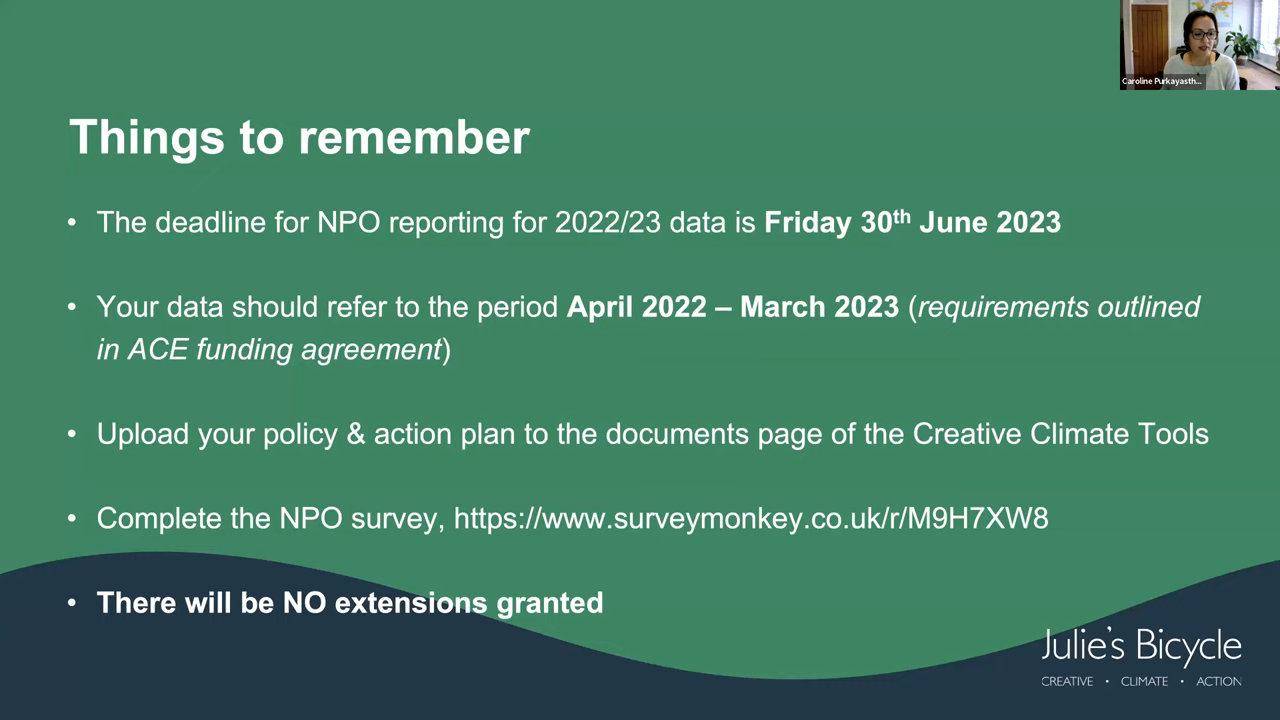 Caroline Purkayasth...
Things to remember
• The deadline for NPO reporting for 2022/23 data is Friday 30th June 2023
• Your data should refer to the period April 2022 – March 2023 (requirements outlined
in ACE funding agreement)
• Upload your policy & action plan to the documents page of the Creative Climate Tools
• Complete the NPO survey, https://www.surveymonkey.co.uk/r/M9H7XW8
• There will be NO extensions granted
Julie's Bicycle
CREATIVE • CLIMATE • ACTION